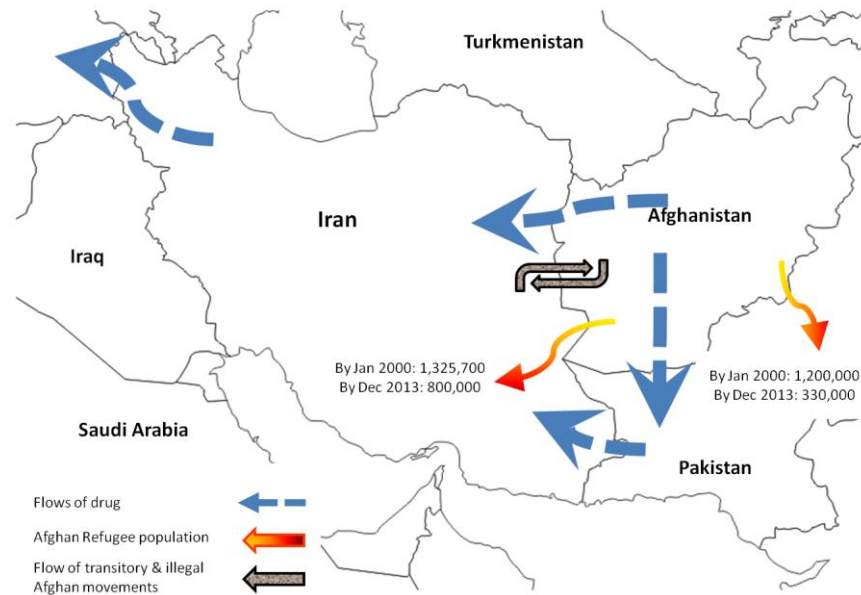 Turkmenistan
Iran
Afghanistan
Iraq
By Jan 2000: 1,325,700
By Dec 2013: 800,000
By Jan 2000: 1,200,000
By Dec 2013: 330,000
Saudi Arabia
Pakistan
Flows of drug
Afghan Refugee population
Flow of transitory & illegal
Afghan movements